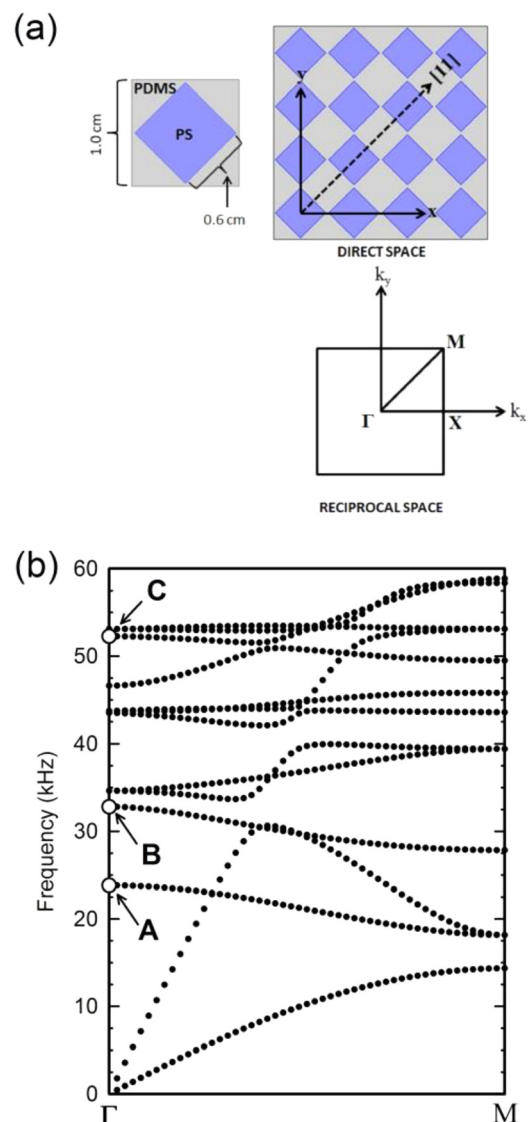 (a)
PDMS
PS
1.0 cm
0.6 cm
y
[11]
x
DIRECT SPACE
ky
M
Γ
X
kx
RECIPROCAL SPACE
(b)
60
C
50
40
Frequency (kHz)
30
B
20
A
10
0
Γ
M